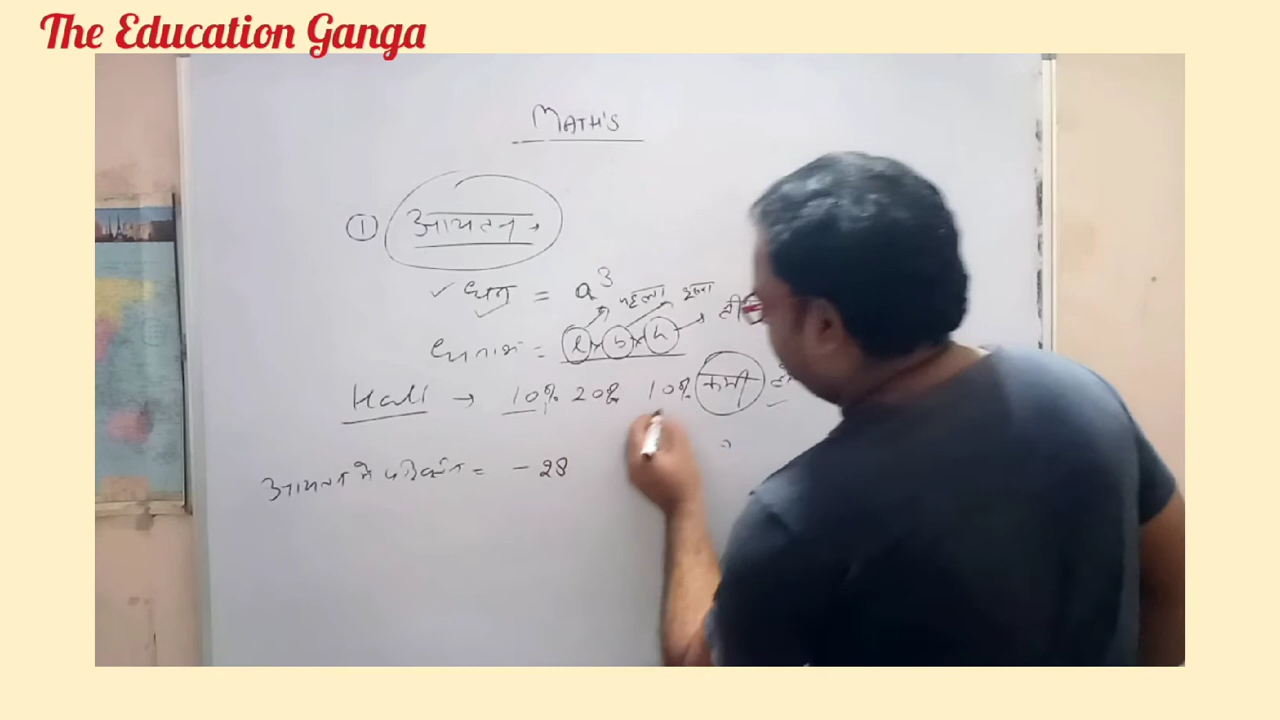 The Education Ganga
MATH'S
① आयतन →
✓ घन = a³
पहला दूसरा
घनाभ = l × b × h →
Hall → 10% 20% 10% कमी
आयतन में परिवर्तन = - 28